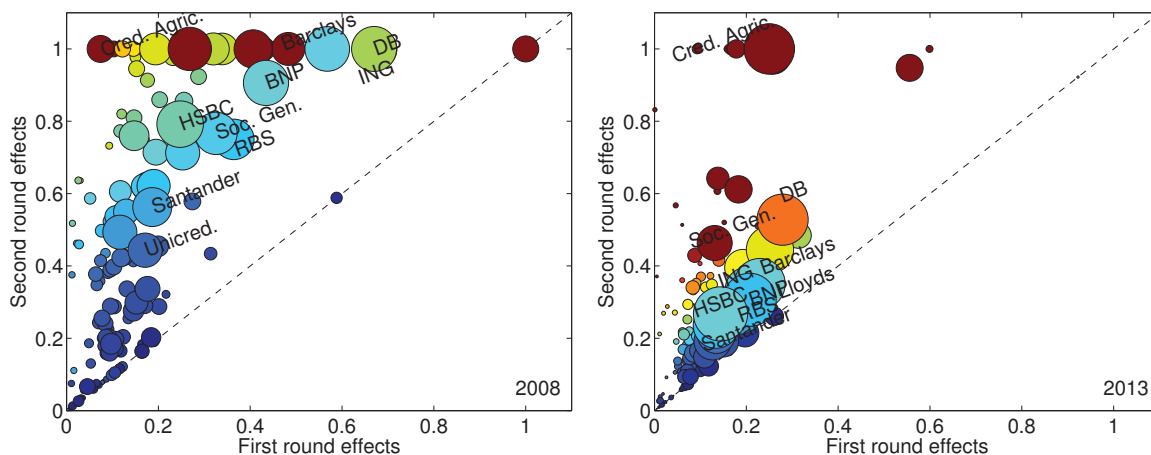 Cred. Agric.
Barclays
DB
ING
BNP
HSBC
Soc. Gen.
RBS
Santander
Unicred.
2008
1
0.8
0.6
0.4
0.2
0
Second round effects
0 0.2 0.4 0.6 0.8 1
First round effects
Cred. Agric.
DB
Soc. Gen.
ING
Barclays
HSBC
BNP
Lloyds
RBS
Santander
2013
1
0.8
0.6
0.4
0.2
0
Second round effects
0 0.2 0.4 0.6 0.8 1
First round effects